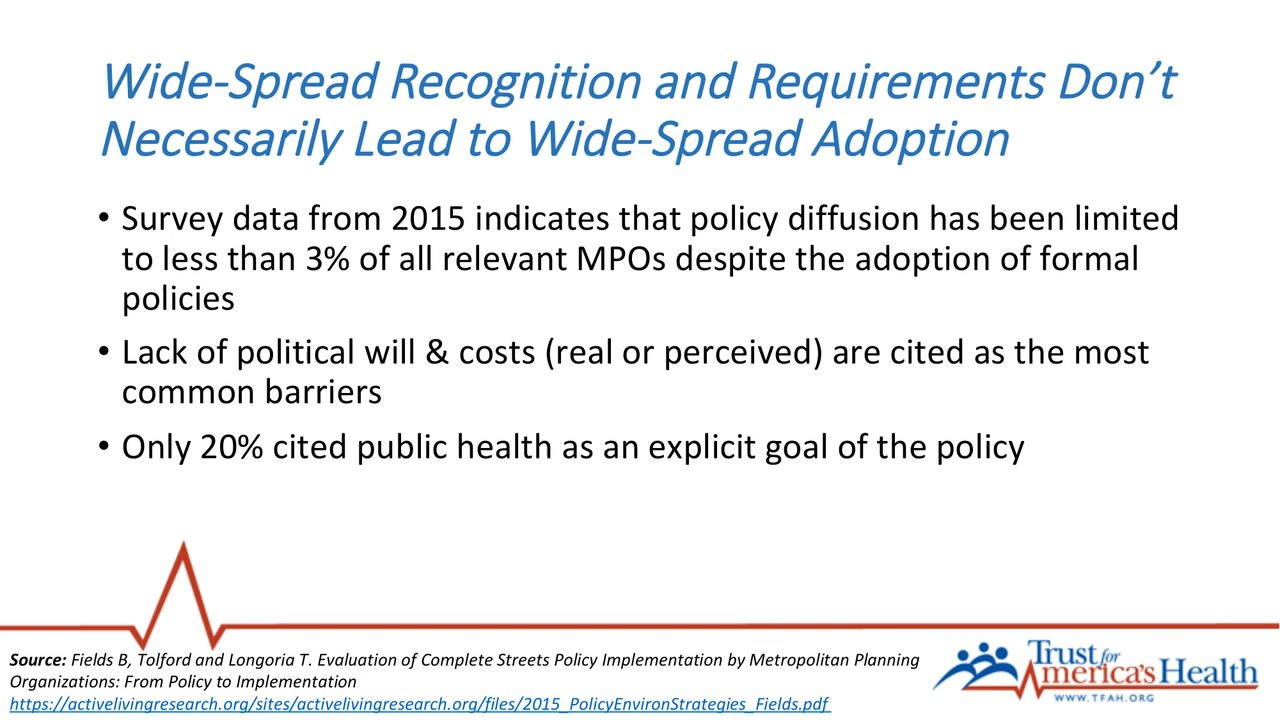 Wide-Spread Recognition and Requirements Don’t
Necessarily Lead to Wide-Spread Adoption
• Survey data from 2015 indicates that policy diffusion has been limited
to less than 3% of all relevant MPOs despite the adoption of formal
policies
• Lack of political will & costs (real or perceived) are cited as the most
common barriers
• Only 20% cited public health as an explicit goal of the policy
Source: Fields B, Tolford and Longoria T. Evaluation of Complete Streets Policy Implementation by Metropolitan Planning
Organizations: From Policy to Implementation
https://activelivingresearch.org/sites/activelivingresearch.org/files/2015_PolicyEnvironStrategies_Fields.pdf
Trust for
America's Health
WWW.TFAH.ORG